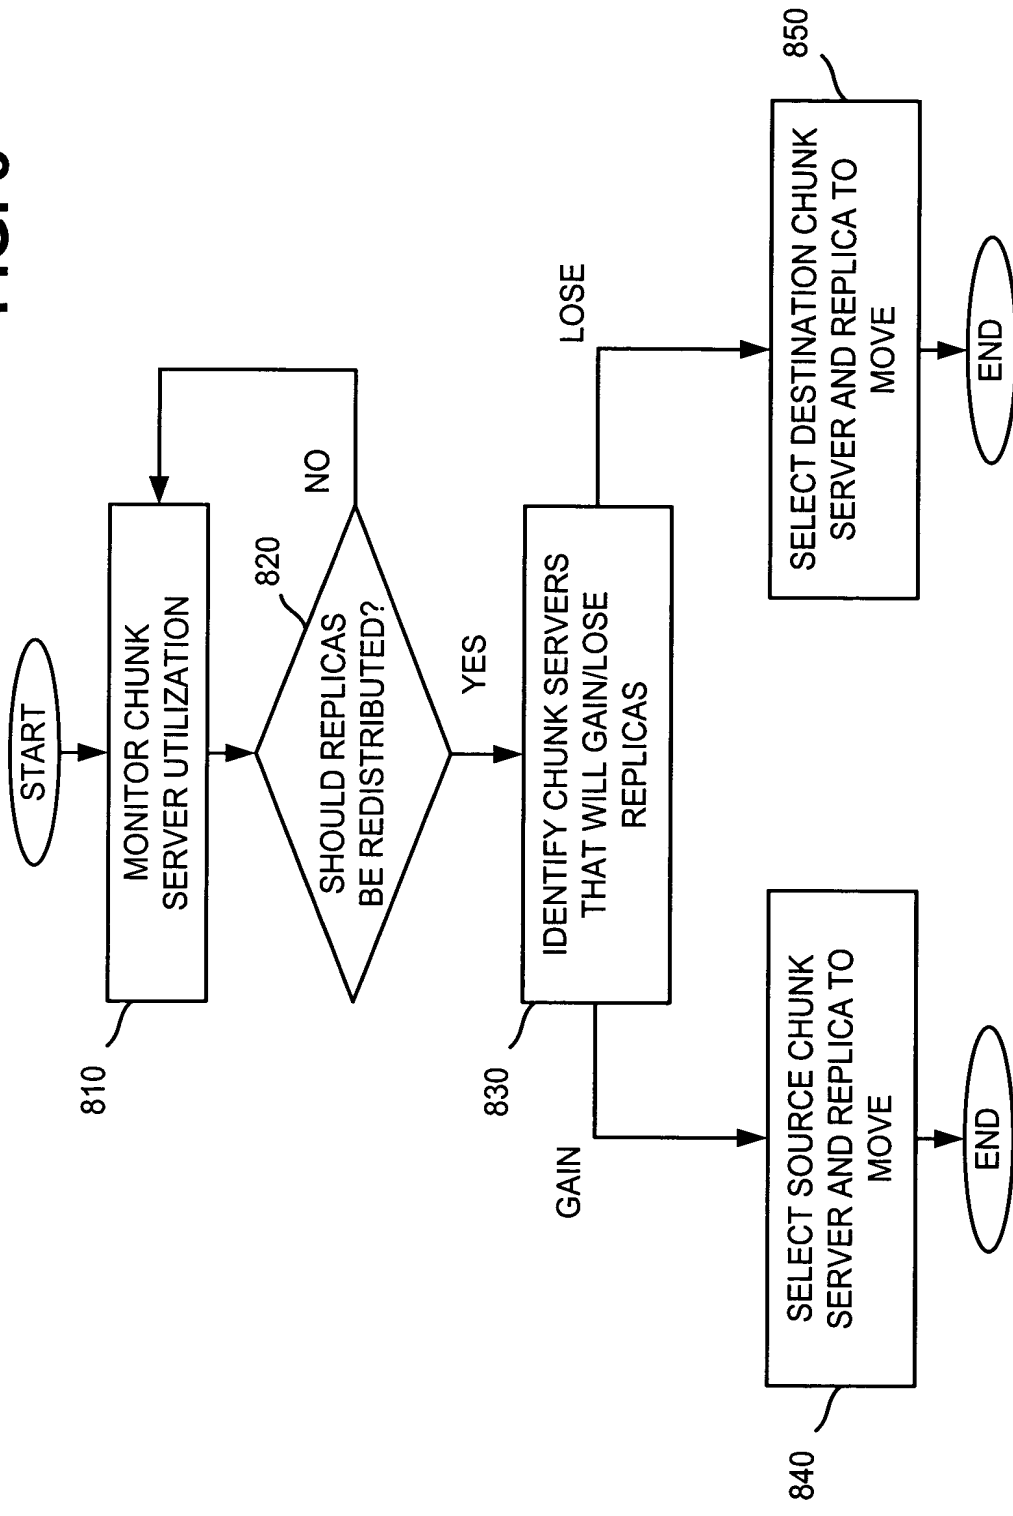 START
MONITOR CHUNK
SERVER UTILIZATION
810
SHOULD REPLICAS
BE REDISTRIBUTED?
820
NO
YES
IDENTIFY CHUNK SERVERS
THAT WILL GAIN/LOSE
REPLICAS
830
GAIN
LOSE
SELECT SOURCE CHUNK
SERVER AND REPLICA TO
MOVE
840
SELECT DESTINATION CHUNK
SERVER AND REPLICA TO
MOVE
850
END
END